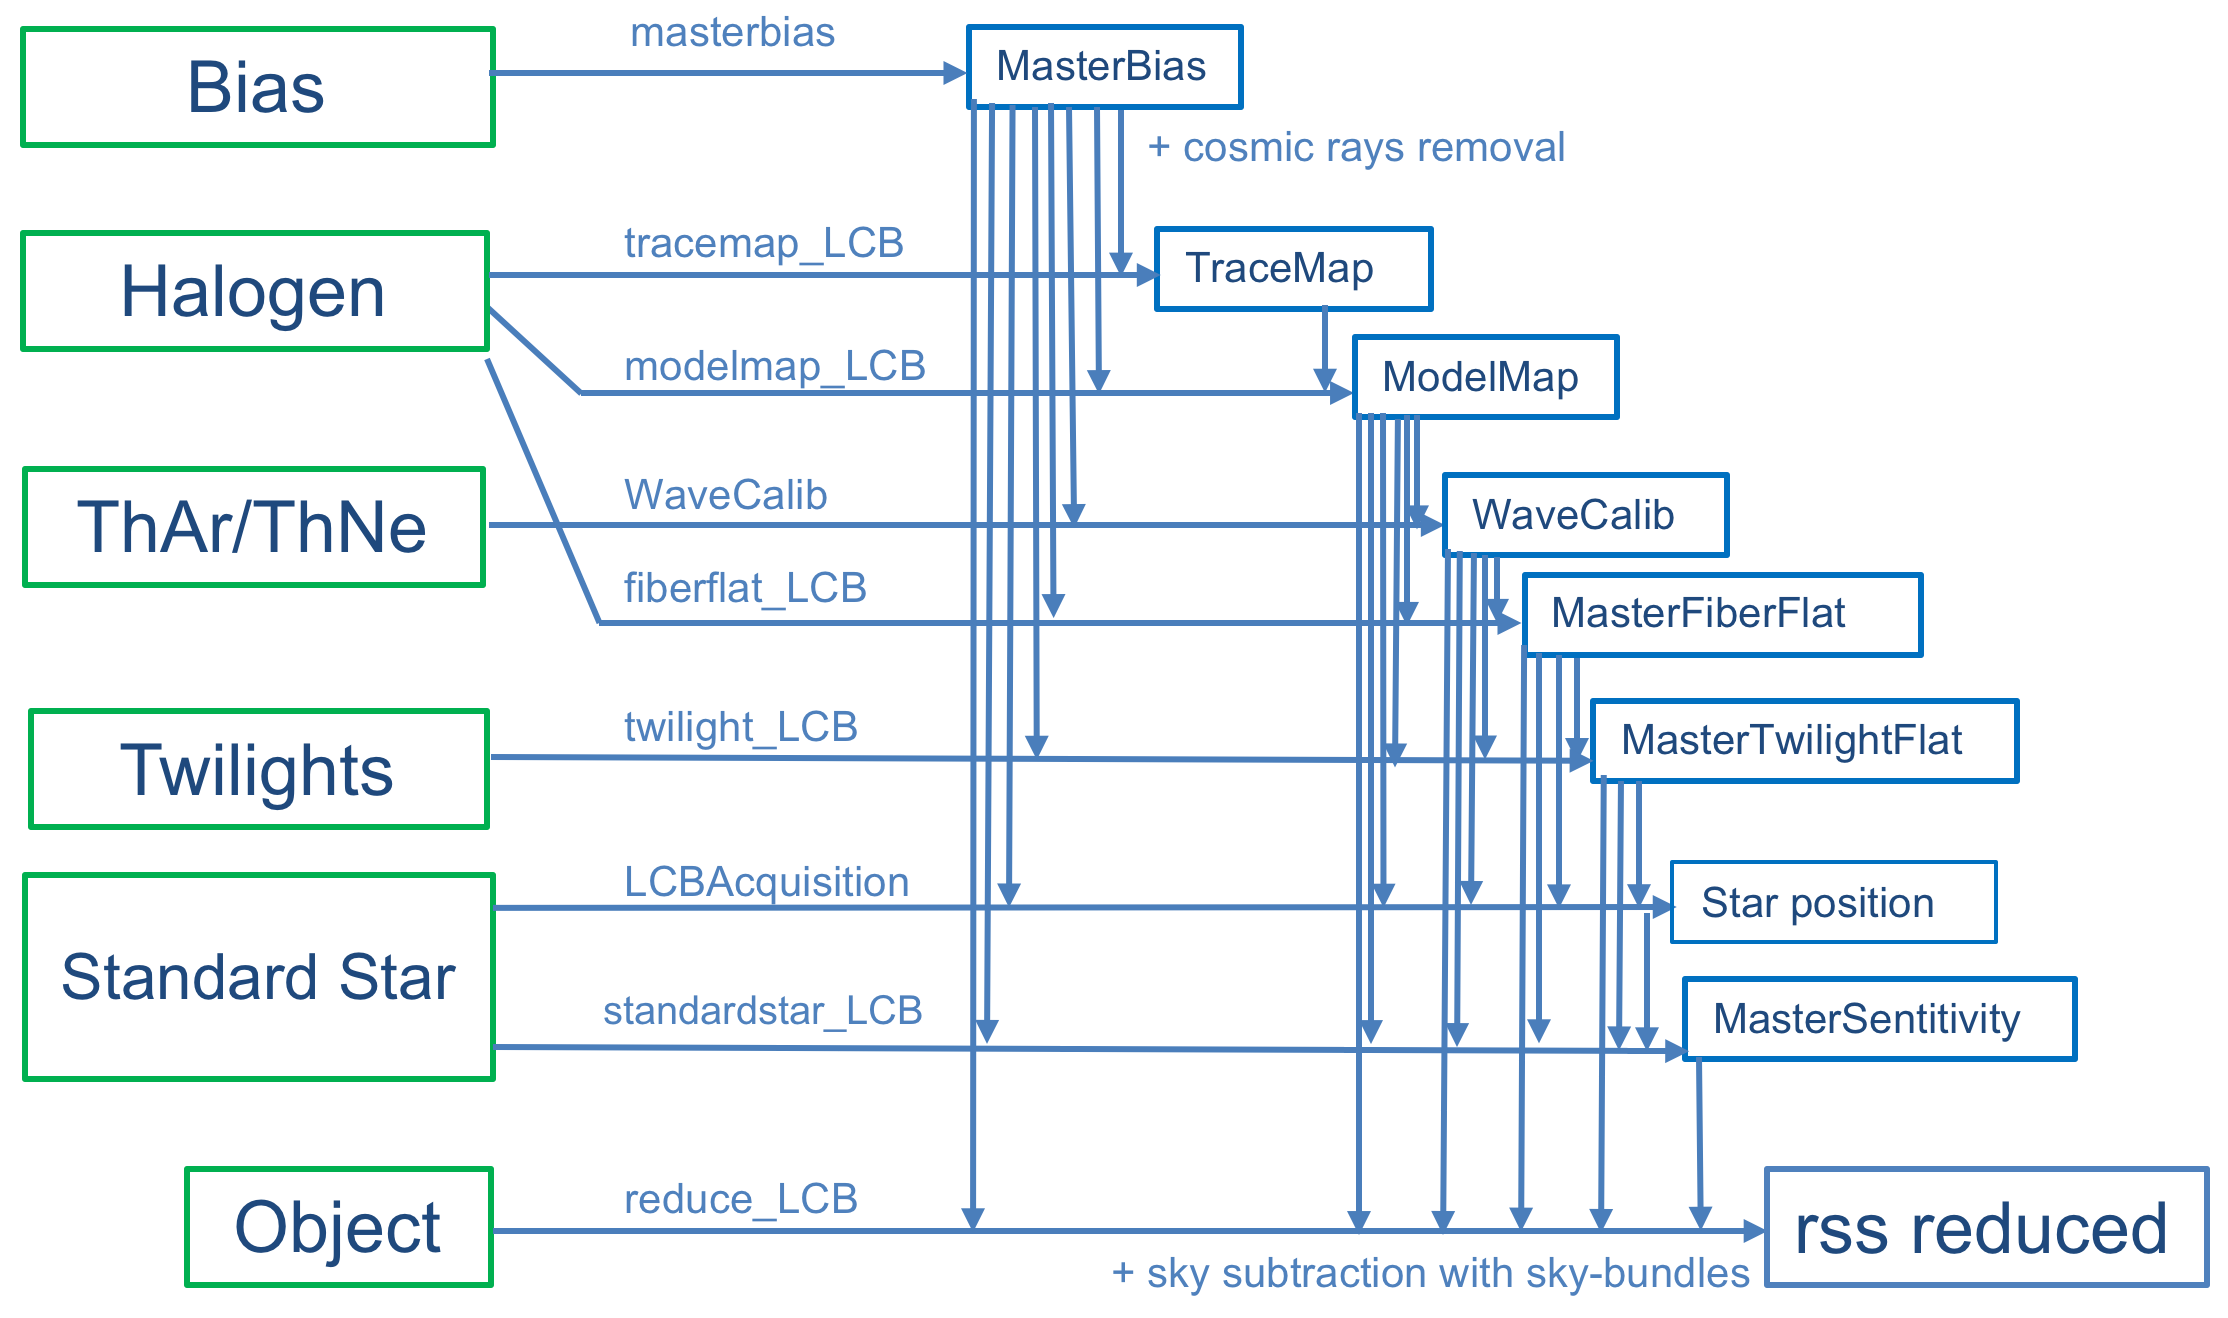 masterbias
Bias
MasterBias
+ cosmic rays removal
tracemap_LCB
Halogen
TraceMap
modelmap_LCB
ModelMap
WaveCalib
ThAr/ThNe
WaveCalib
fiberflat_LCB
MasterFiberFlat
twilight_LCB
Twilights
MasterTwilightFlat
LCBAcquisition
Star position
Standard Star
standardstar_LCB
MasterSentitivity
reduce_LCB
Object
rss reduced
+ sky subtraction with sky-bundles